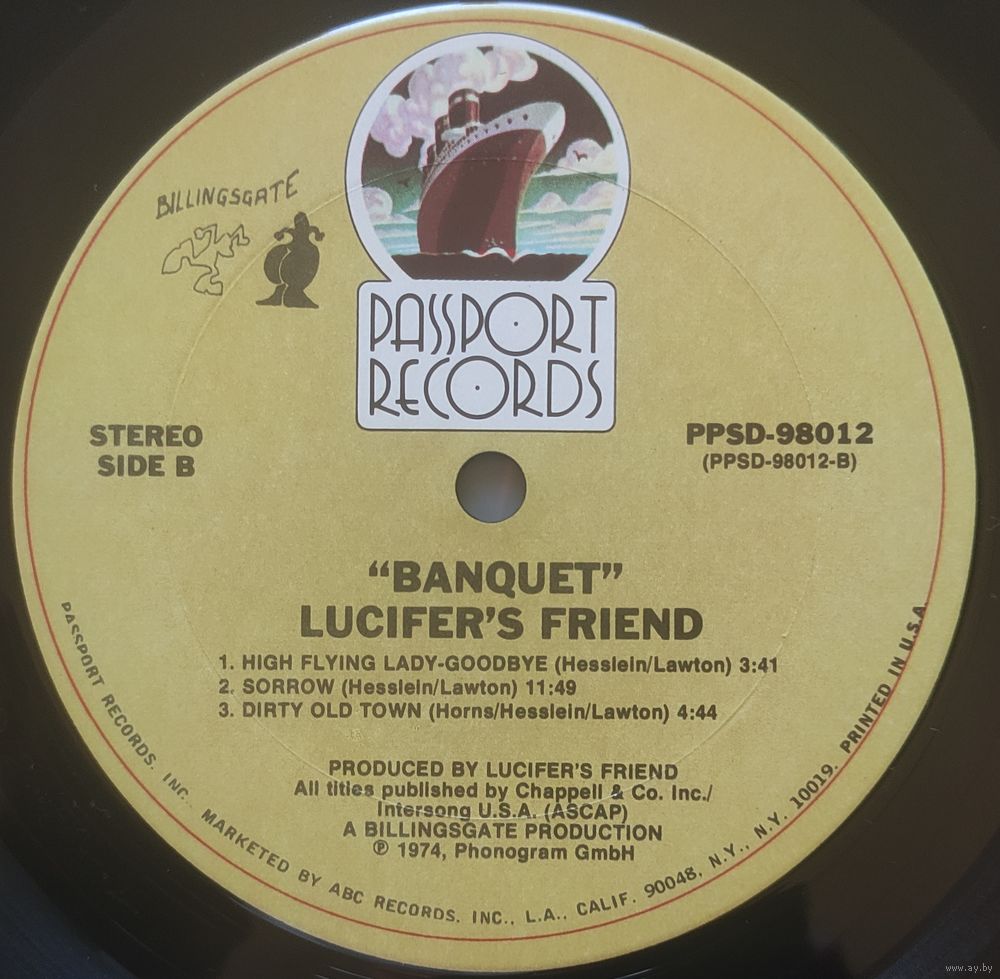 BILLINGSGATE
PASSPORT
RECORDS
STEREO
SIDE B
PPSD-98012
(PPSD-98012-B)
“BANQUET”
LUCIFER’S FRIEND
1. HIGH FLYING LADY-GOODBYE (Hesslein/Lawton) 3:41
2. SORROW (Hesslein/Lawton) 11:49
3. DIRTY OLD TOWN (Horns/Hesslein/Lawton) 4:44
PRODUCED BY LUCIFER’S FRIEND
All titles published by Chappell & Co. Inc./
Intersong U.S.A. (ASCAP)
A BILLINGSGATE PRODUCTION
℗ 1974, Phonogram GmbH
PASSPORT RECORDS. INC. MARKETED BY ABC RECORDS. INC., L.A., CALIF. 90048, N.Y., N.Y. 10019. PRINTED IN U.S.A.
www.ay.by